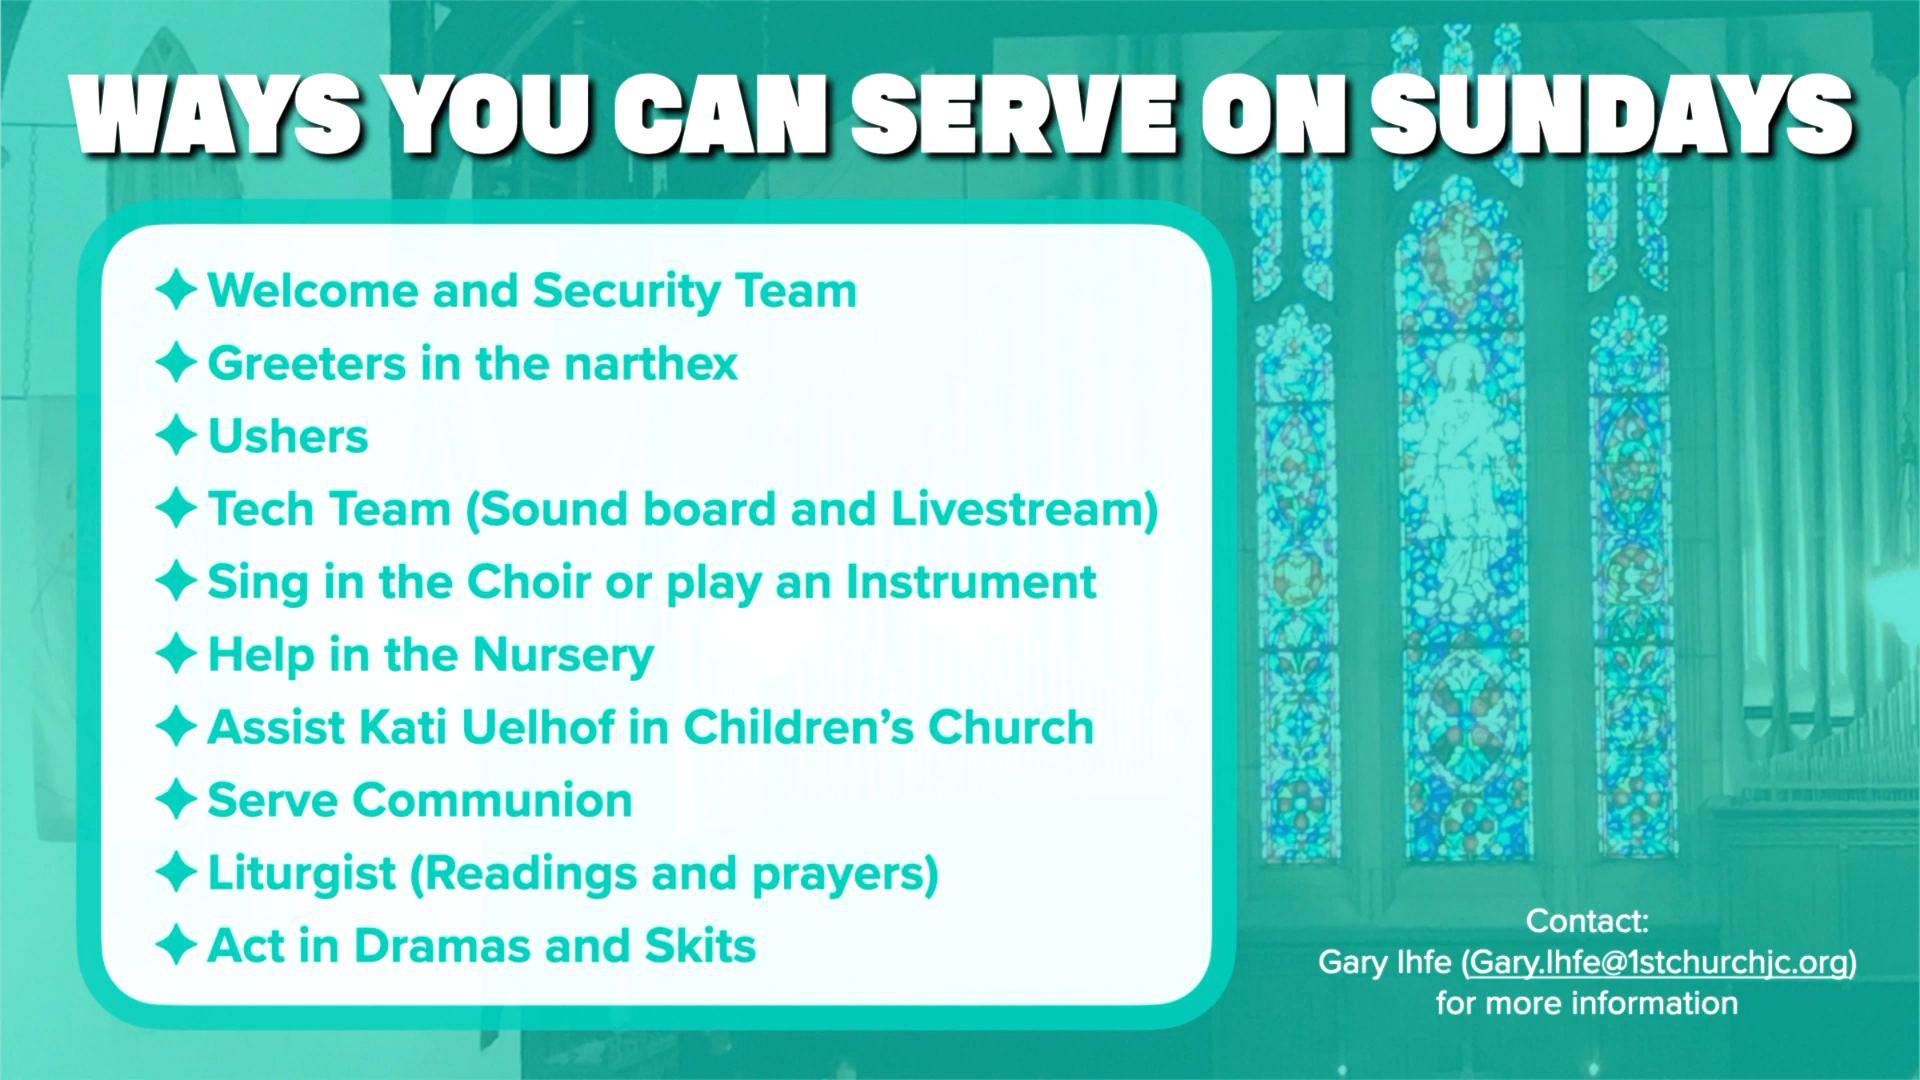 WAYS YOU CAN SERVE ON SUNDAYS
✦ Welcome and Security Team
✦ Greeters in the narthex
✦ Ushers
✦ Tech Team (Sound board and Livestream)
✦ Sing in the Choir or play an Instrument
✦ Help in the Nursery
✦ Assist Kati Uelhof in Children’s Church
✦ Serve Communion
✦ Liturgist (Readings and prayers)
✦ Act in Dramas and Skits
Contact:
Gary Ihfe (Gary.Ihfe@1stchurchjc.org)
for more information